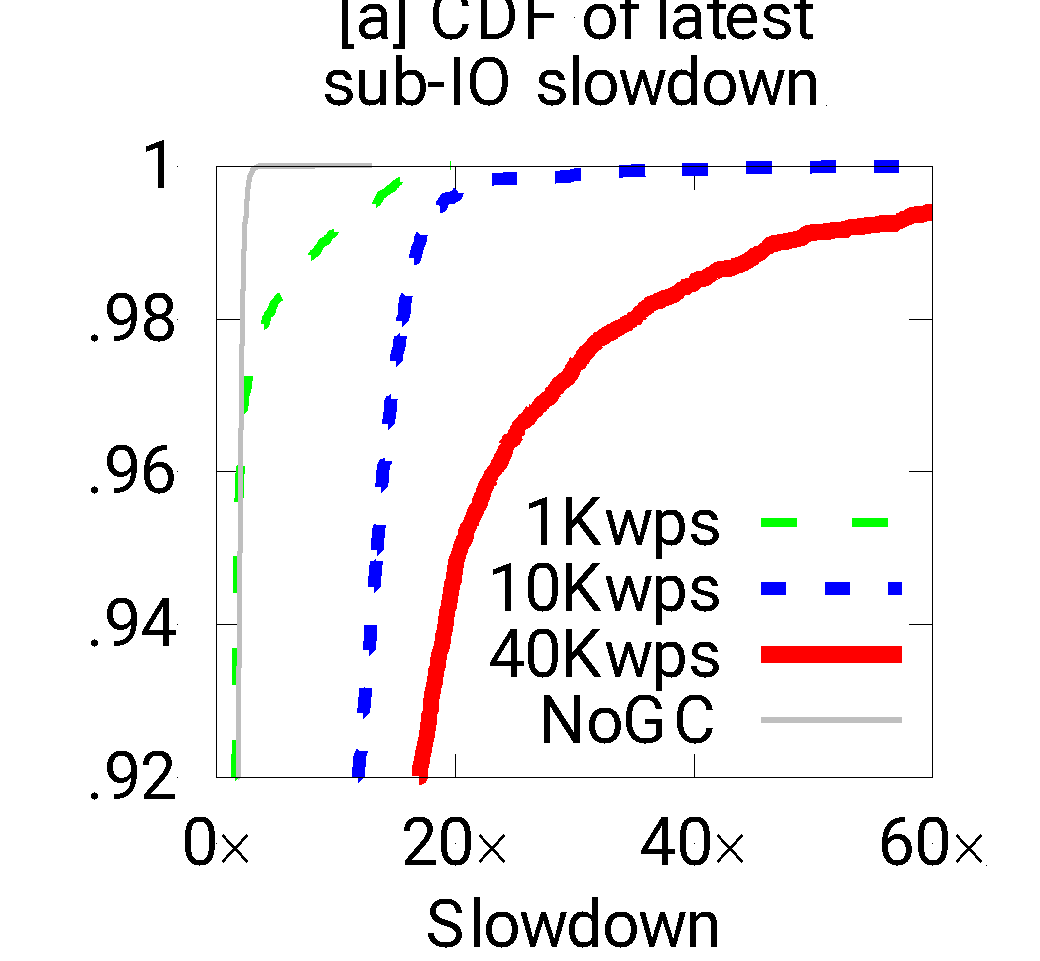 [a] CDF of latest
sub-IO slowdown
1
.98
.96
.94
.92
1Kwps
10Kwps
40Kwps
NoGC
0× 20× 40× 60×
Slowdown